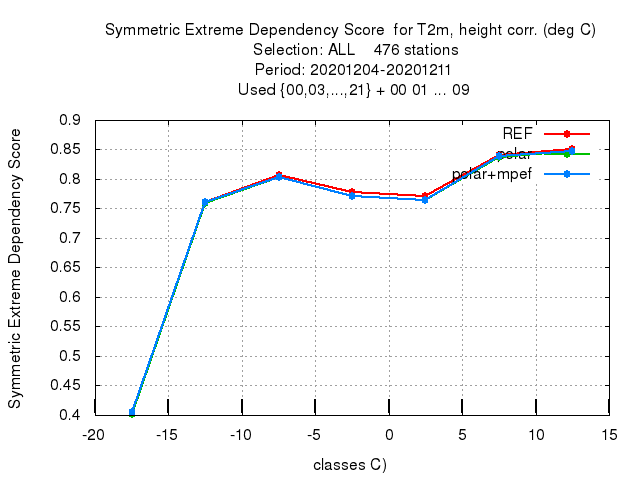 Symmetric Extreme Dependency Score  for T2m, height corr. (deg C)
Selection: ALL    476 stations
Period: 20201204-20201211
Used {00,03,...,21} + 00 01 ... 09
Symmetric Extreme Dependency Score
0.9
0.85
0.8
0.75
0.7
0.65
0.6
0.55
0.5
0.45
0.4
REF
polar
polar+mpef
-20 -15 -10 -5 0 5 10 15
classes C)